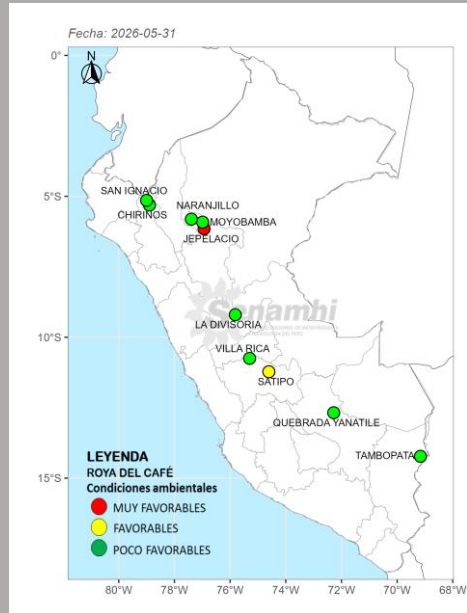 Fecha: 2026-05-31
N
0°
5°S
10°S
15°S
SAN IGNACIO
CHIRINOS
NARANJILLO
MOYOBAMBA
JEPELACIO
Senamhi
LA DIVISORIA
VILLA RICA
SATIPO
QUEBRADA YANATILE
TAMBOPATA
LEYENDA
ROYA DEL CAFÉ
Condiciones ambientales
MUY FAVORABLES
FAVORABLES
POCO FAVORABLES
80°W
78°W
76°W
74°W
72°W
70°W
68°W